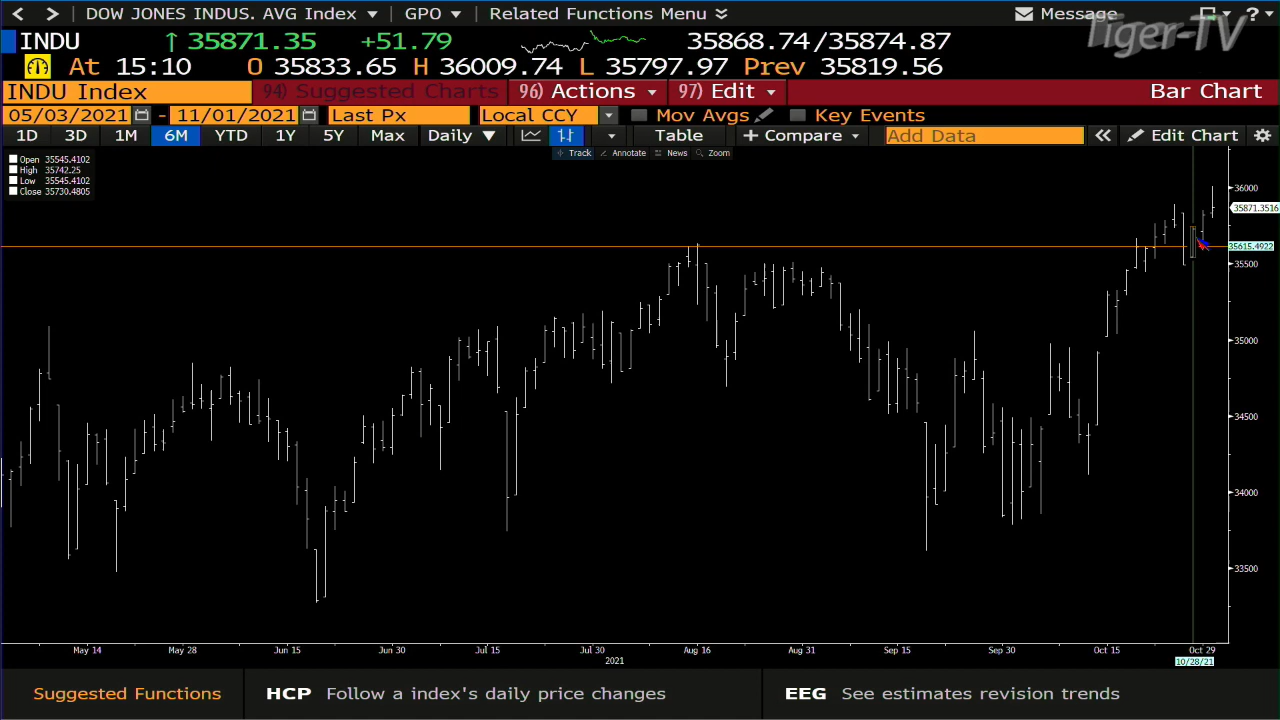 DOW JONES INDUS. AVG Index GPO Related Functions Menu Message ?
Tiger-TV
INDU ↑ 35871.35 +51.79 35868.74/35874.87
At 15:10 O 35833.65 H 36009.74 L 35797.97 Prev 35819.56
INDU Index 94) Suggested Charts 96) Actions 97) Edit Bar Chart
05/03/2021 - 11/01/2021 Last Px Local CCY Mov Avgs Key Events
1D 3D 1M 6M YTD 1Y 5Y Max Daily ▼ Table + Compare Add Data « Edit Chart
Track Annotate News Zoom
Open 35545.4102
High 35742.25
Low 35545.4102
Close 35730.4805
36000
35871.3516
35615.4922
35500
35000
34500
34000
33500
May 14 May 28 Jun 15 Jun 30 Jul 15 Jul 30 Aug 16 Aug 31 Sep 15 Sep 30 Oct 15 Oct 29
2021 10/28/21
Suggested Functions HCP Follow a index's daily price changes EEG See estimates revision trends